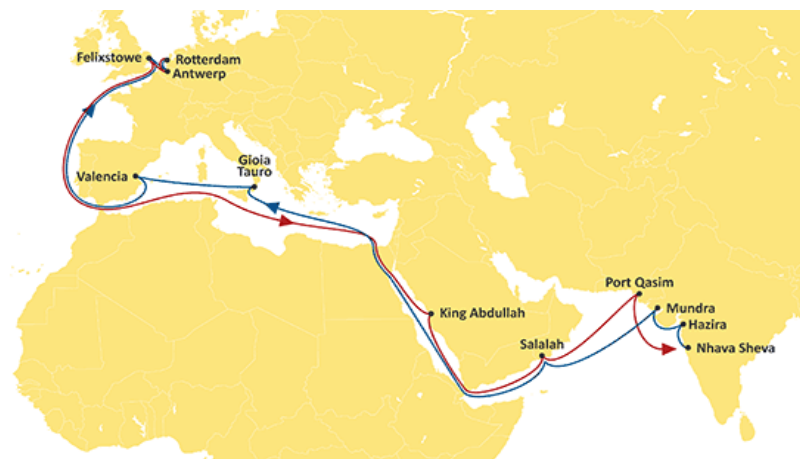 Felixstowe
Rotterdam
Antwerp
Gioia
Tauro
Valencia
Port Qasim
Mundra
King Abdullah
Hazira
Salalah
Nhava Sheva